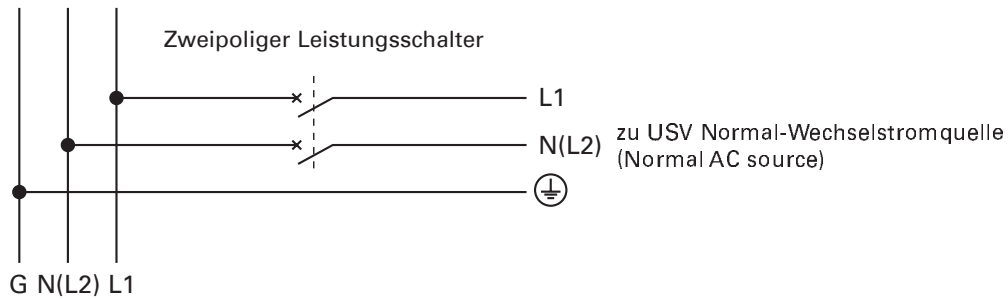 Zweipoliger Leistungsschalter
L1
N(L2)
zu USV Normal-Wechselstromquelle
(Normal AC source)
G N(L2) L1